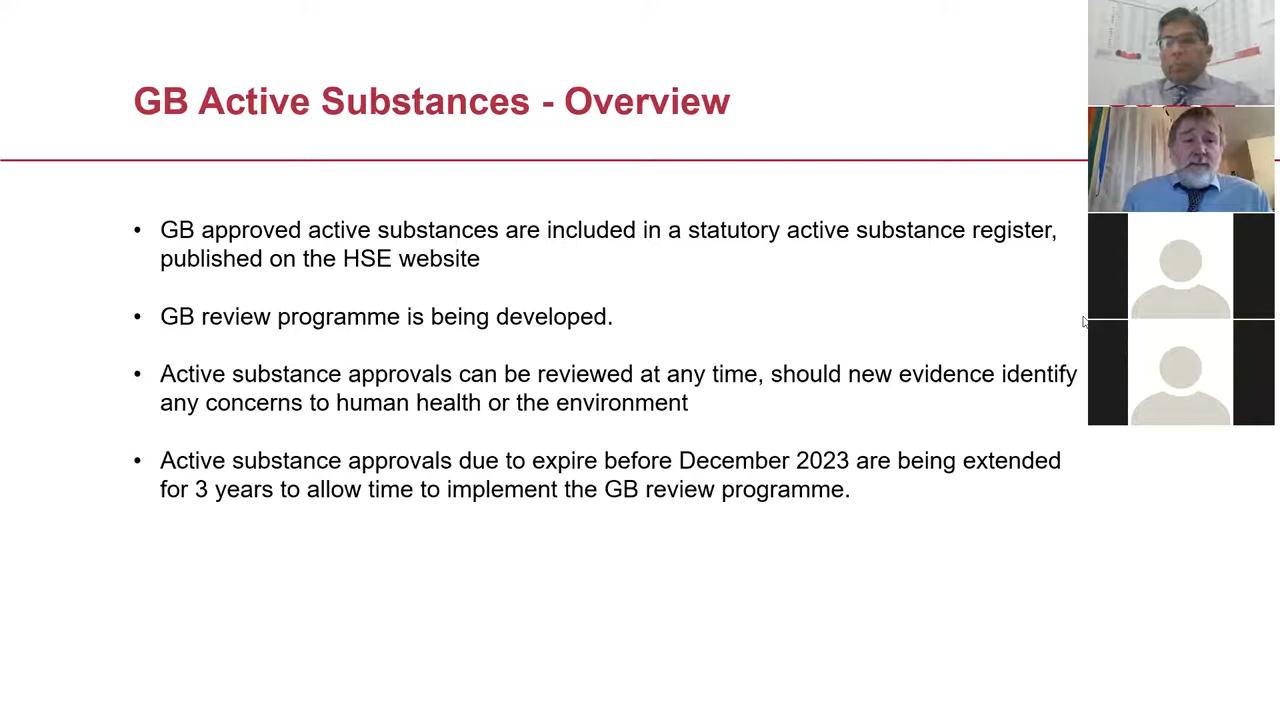 GB Active Substances - Overview
• GB approved active substances are included in a statutory active substance register,
published on the HSE website
• GB review programme is being developed.
• Active substance approvals can be reviewed at any time, should new evidence identify
any concerns to human health or the environment
• Active substance approvals due to expire before December 2023 are being extended
for 3 years to allow time to implement the GB review programme.